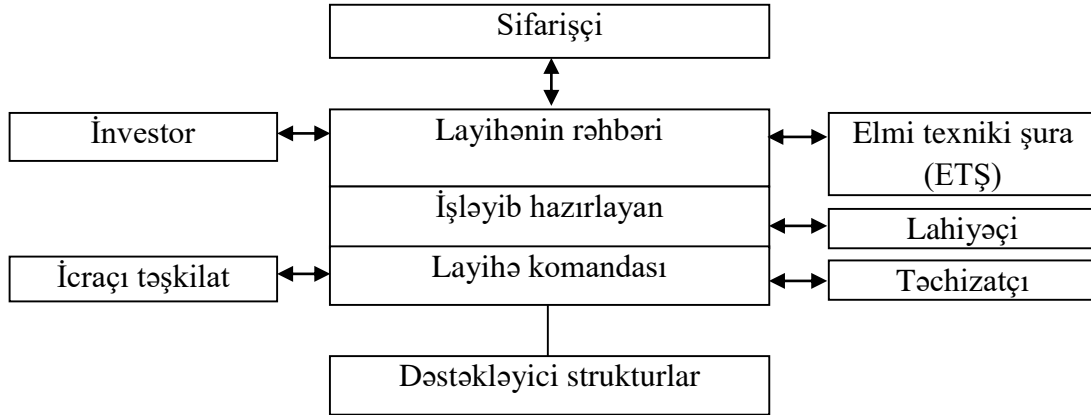 Sifarişçi
İnvestor
Layihənin rəhbəri
Elmi texniki şura
(ETŞ)
İşləyib hazırlayan
Lahiyəçi
İcraçı təşkilat
Layihə komandası
Təchizatçı
Dəstəkləyici strukturlar